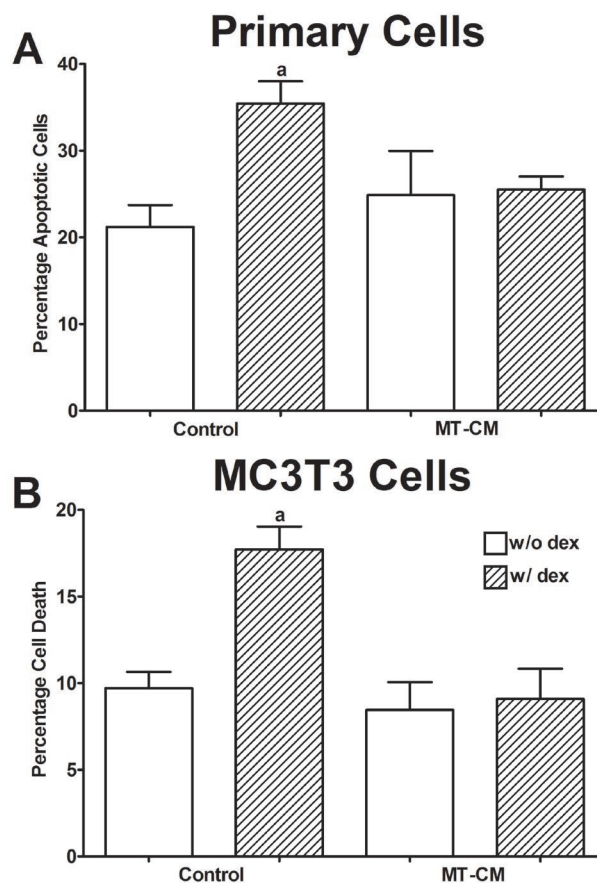 A
Primary Cells
Percentage Apoptotic Cells
40
30
20
10
0
a
Control
MT-CM
B
MC3T3 Cells
Percentage Cell Death
20
15
10
5
0
a
w/o dex
w/ dex
Control
MT-CM